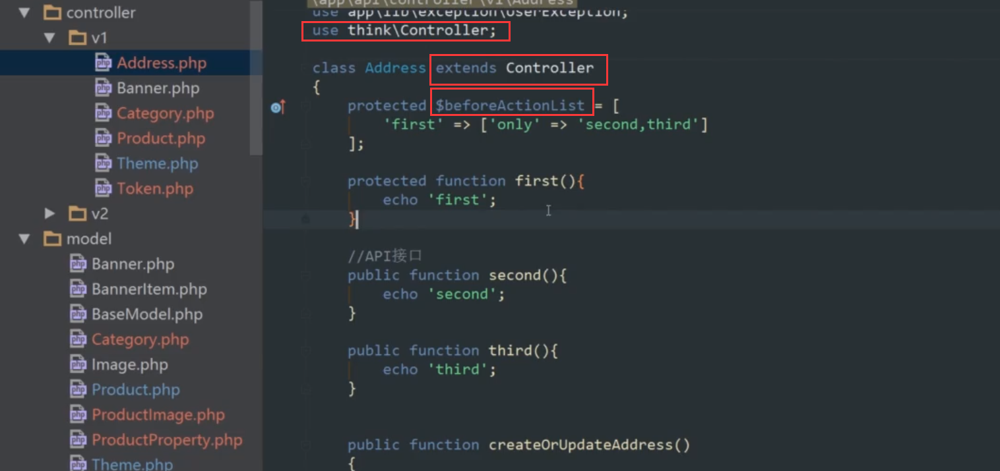 controller
v1
Address.php
Banner.php
Category.php
Product.php
Theme.php
Token.php
v2
model
Banner.php
BannerItem.php
BaseModel.php
Category.php
Image.php
Product.php
ProductImage.php
ProductProperty.php
Theme.php
\app\api\controller\v1\Address
use app\lib\exception\UserException;
use think\Controller;
class Address extends Controller
{
protected $beforeActionList = [
'first' => ['only' => 'second,third']
];
protected function first(){
echo 'first';
}
//API接口
public function second(){
echo 'second';
}
public function third(){
echo 'third';
}
public function createOrUpdateAddress()
{